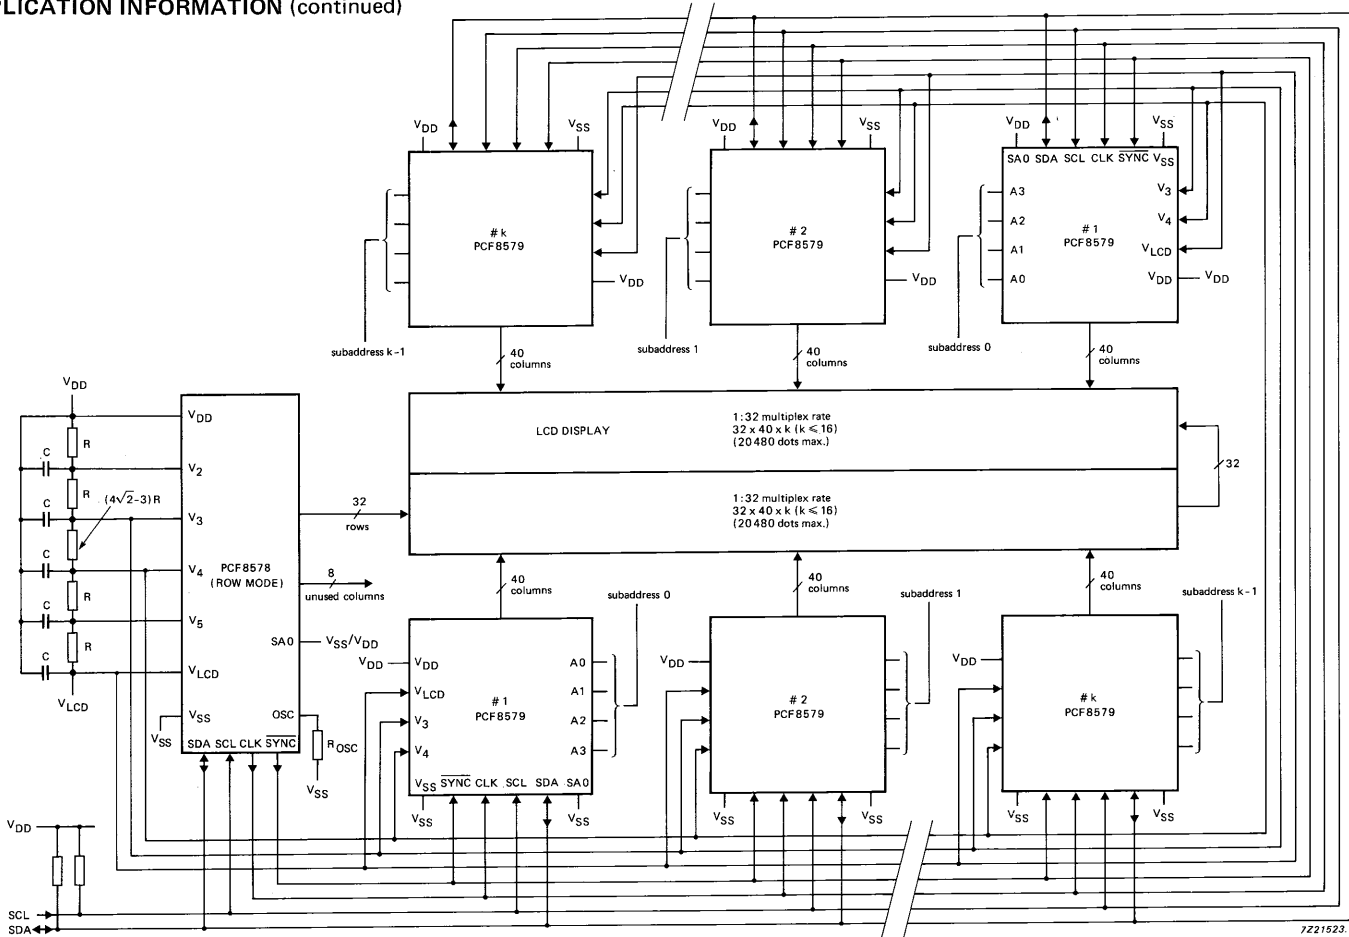 PLICATION INFORMATION (continued)
VDD
VSS
VDD
VSS
VDD
VSS
SA0 SDA SCL CLK SYNC VSS
A3
A2
A1
A0
V3
V4
VLCD
VDD
VDD
# k
PCF8579
VDD
# 2
PCF8579
VDD
# 1
PCF8579
subaddress k-1
subaddress 1
subaddress 0
40
columns
40
columns
40
columns
LCD DISPLAY
1:32 multiplex rate
32 x 40 x k (k ⩽ 16)
(20480 dots max.)
32
1:32 multiplex rate
32 x 40 x k (k ⩽ 16)
(20480 dots max.)
VDD
R
C
R
C
(4√2-3)R
C
R
C
R
C
VLCD
VDD
V2
V3
V4
V5
VLCD
VSS
VSS
PCF8578
(ROW MODE)
32
rows
8
unused columns
SA0
VSS/VDD
OSC
ROSC
VSS
SDA SCL CLK SYNC
40
columns
40
columns
40
columns
subaddress 0
subaddress 1
subaddress k-1
VDD
VDD
VLCD
V3
V4
A0
A1
A2
A3
# 1
PCF8579
VSS SYNC CLK SCL SDA SA0
VSS
VSS
VDD
# 2
PCF8579
VSS
VSS
VDD
# k
PCF8579
VSS
VSS
VDD
SCL
SDA
7Z21523.